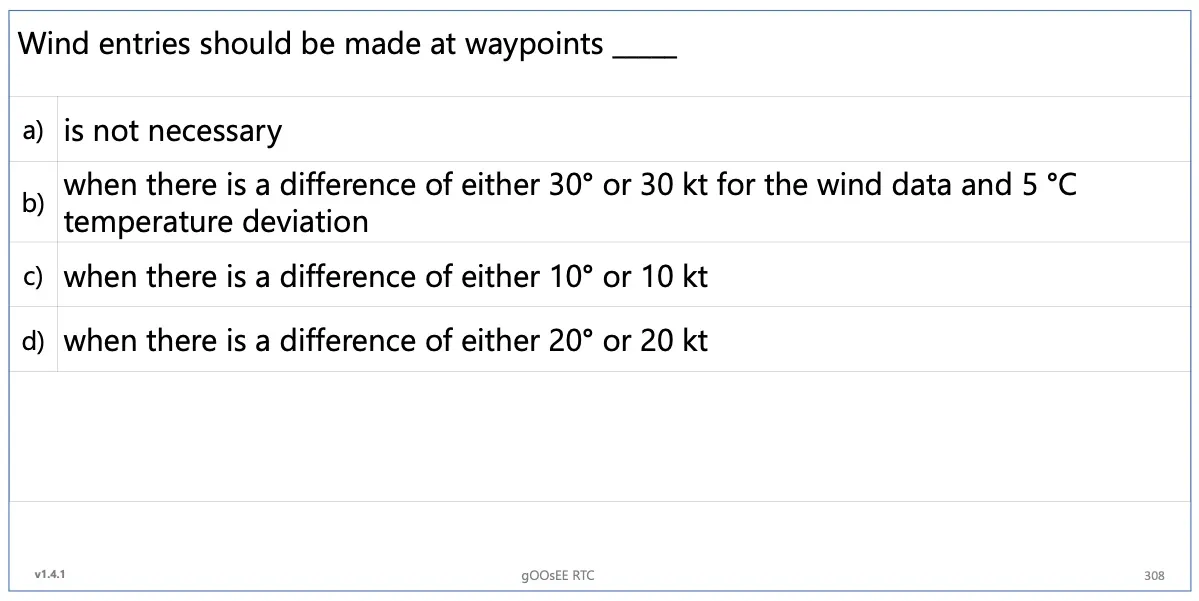 Wind entries should be made at waypoints _____
a) is not necessary
b) when there is a difference of either 30° or 30 kt for the wind data and 5 °C
temperature deviation
c) when there is a difference of either 10° or 10 kt
d) when there is a difference of either 20° or 20 kt
v1.4.1 gOOsEE RTC 308